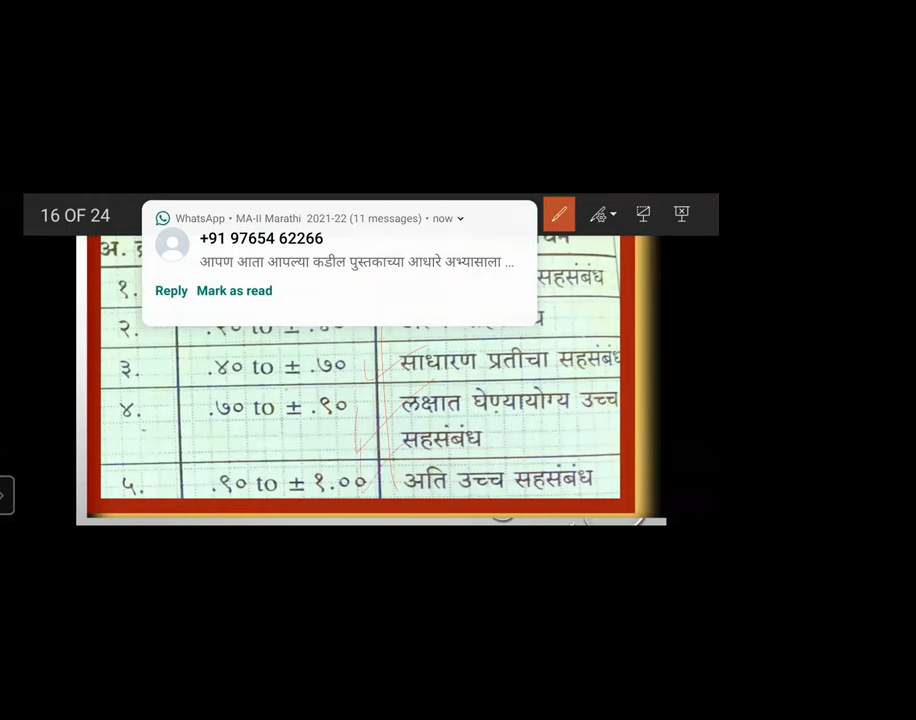 16 OF 24
WhatsApp • MA-II Marathi 2021-22 (11 messages) • now
+91 97654 62266
आपण आता आपल्या कडील पुस्तकाच्या आधारे अभ्यासाला ...
Reply Mark as read
अ.
१. सहसंबंध
२.
३. .४० to ± .७० साधारण प्रतीचा सहसंबंध
४. .७० to ± .९० लक्षात घेण्यायोग्य उच्च
सहसंबंध
५. .९० to ± १.०० अति उच्च सहसंबंध